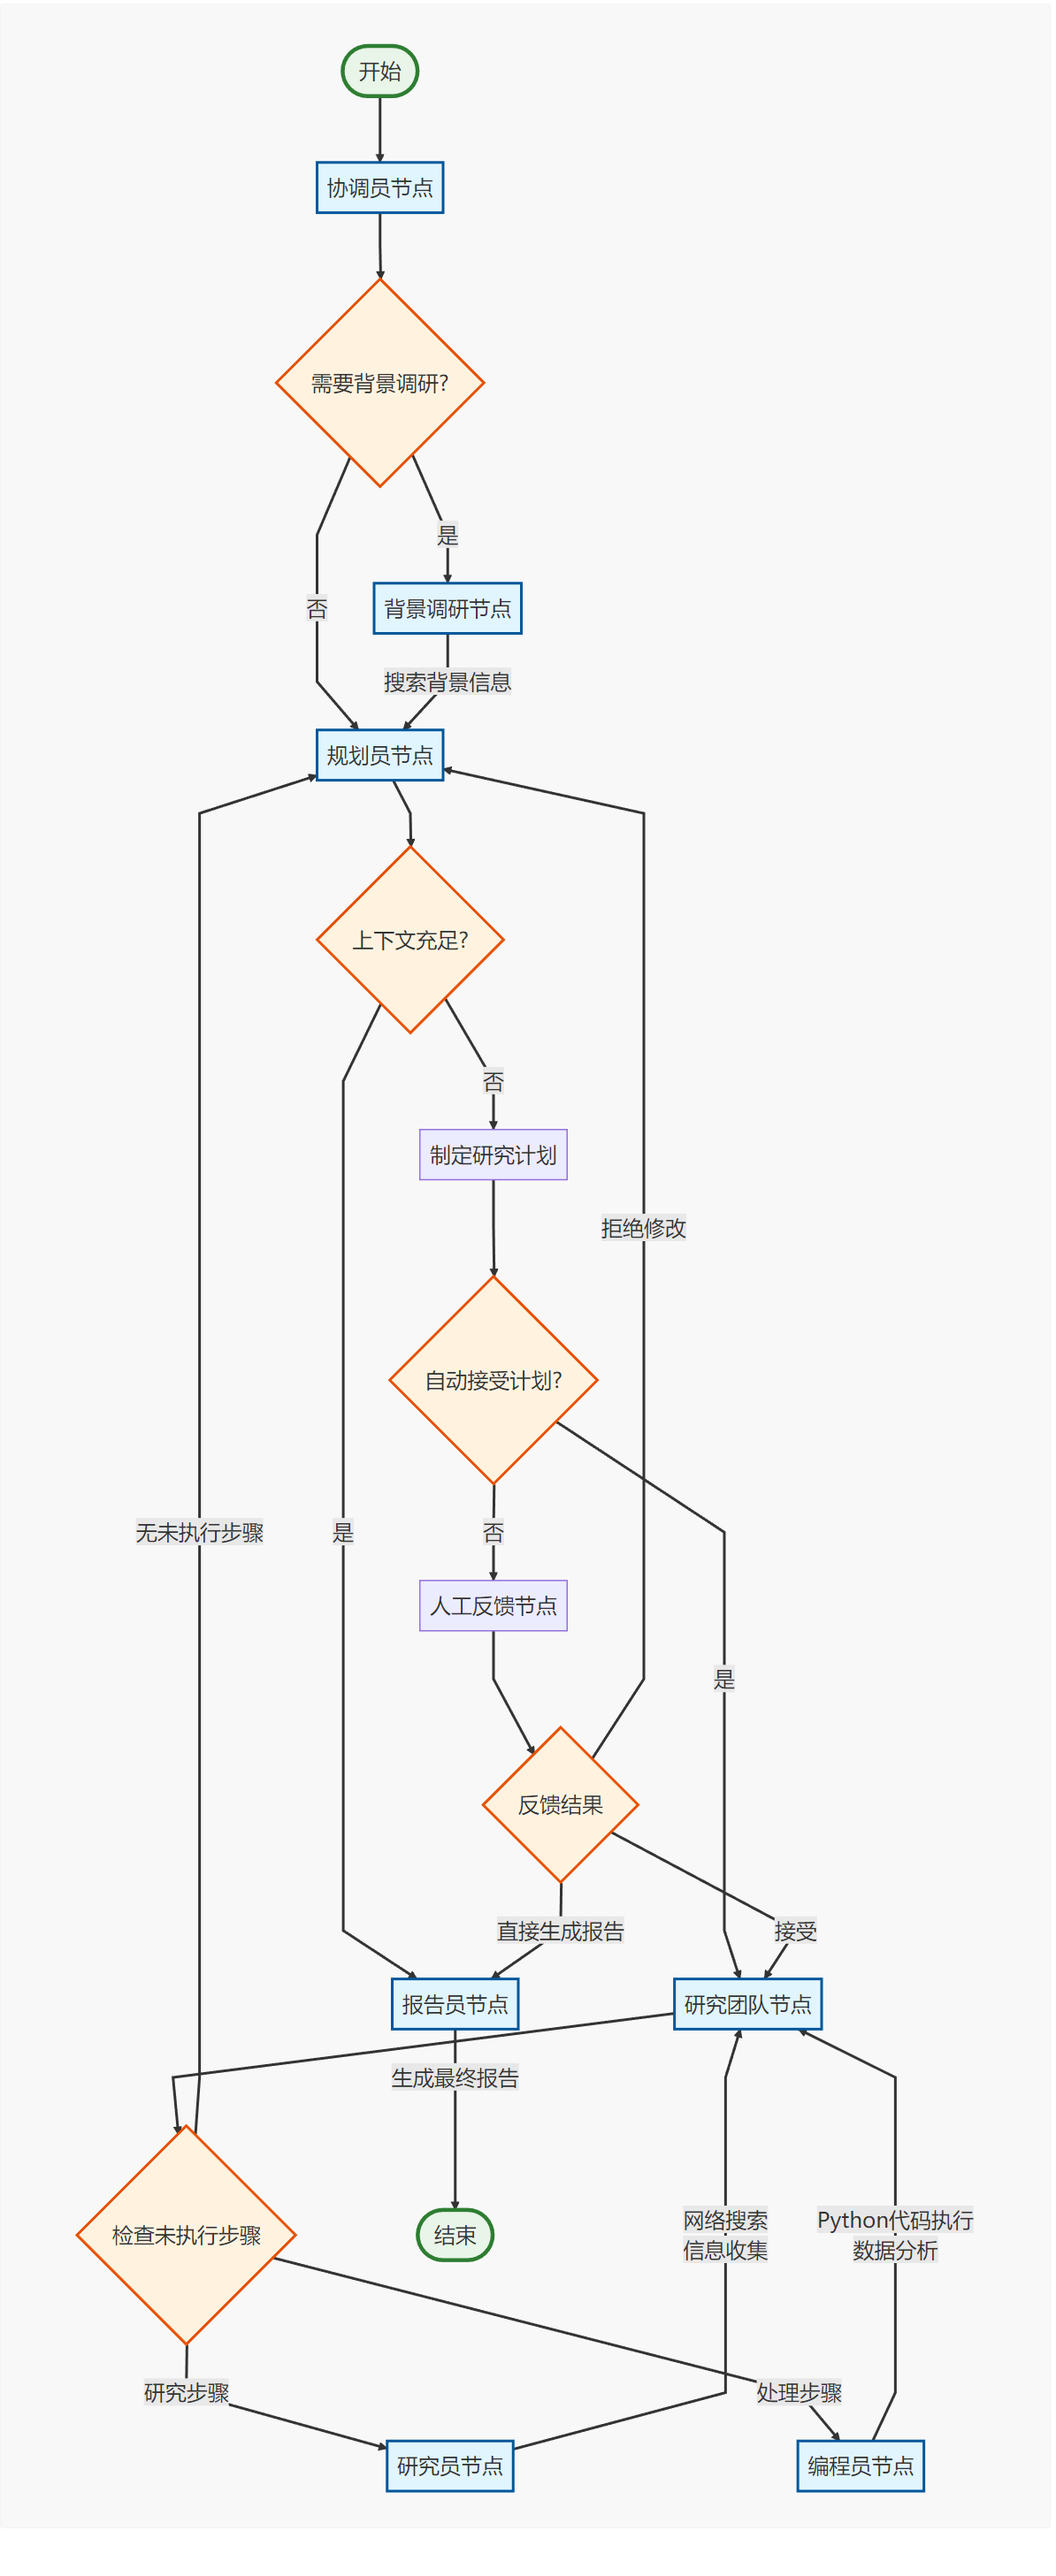 开始
协调员节点
需要背景调研?
是
否
背景调研节点
搜索背景信息
规划员节点
上下文充足?
否
制定研究计划
拒绝修改
自动接受计划?
无未执行步骤
是
否
人工反馈节点
是
反馈结果
直接生成报告
接受
报告员节点
研究团队节点
生成最终报告
检查未执行步骤
结束
网络搜索
信息收集
Python代码执行
数据分析
研究步骤
处理步骤
研究员节点
编程员节点